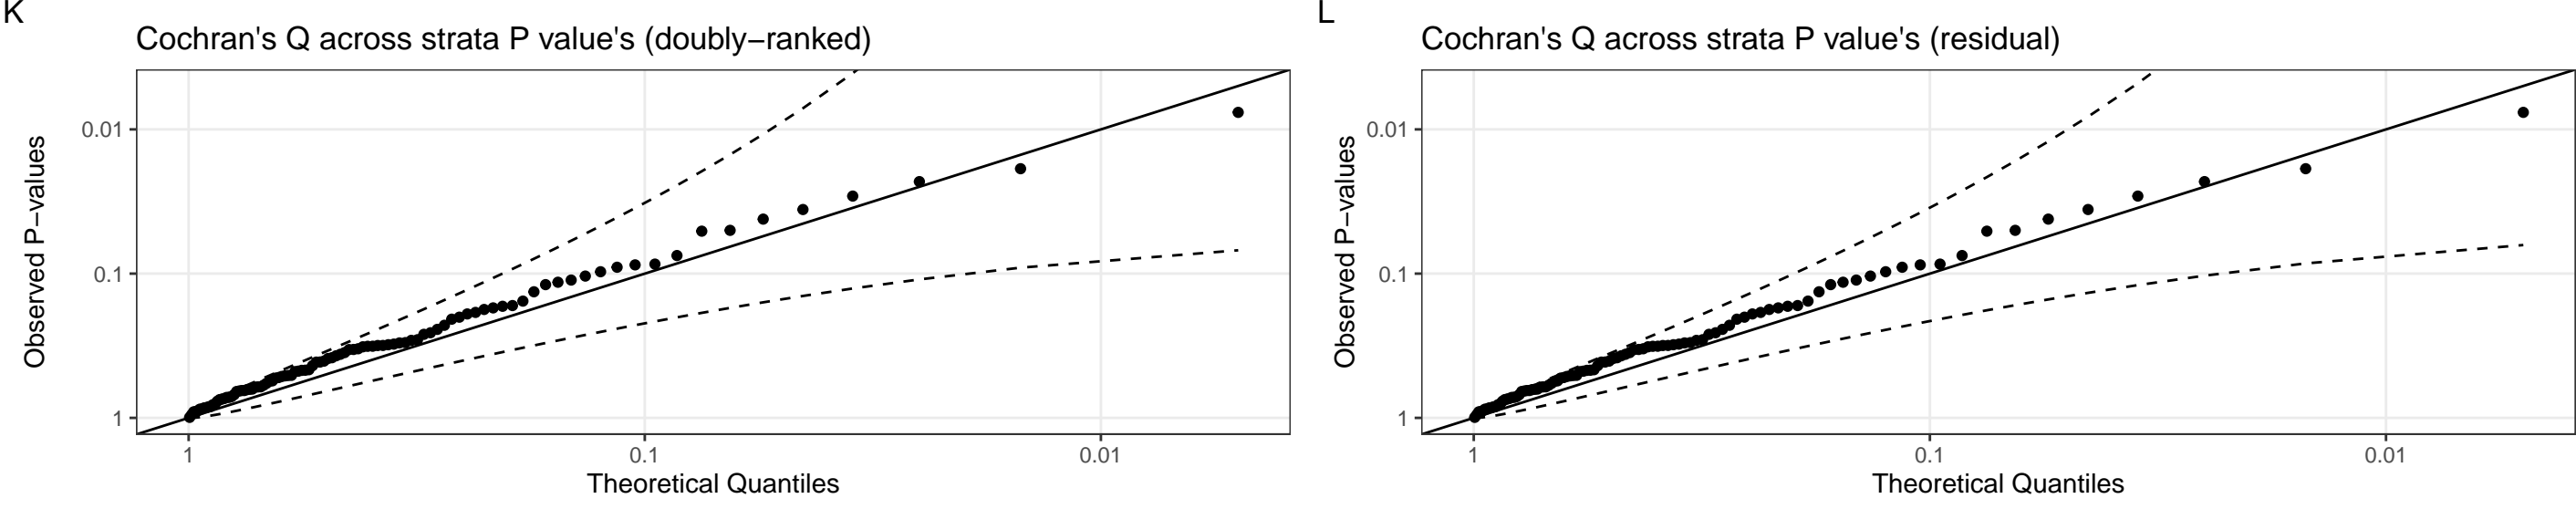 K
Cochran's Q across strata P value's (doubly−ranked)
Observed P−values
0.01
0.1
1
1
0.1
0.01
Theoretical Quantiles
L
Cochran's Q across strata P value's (residual)
Observed P−values
0.01
0.1
1
1
0.1
0.01
Theoretical Quantiles